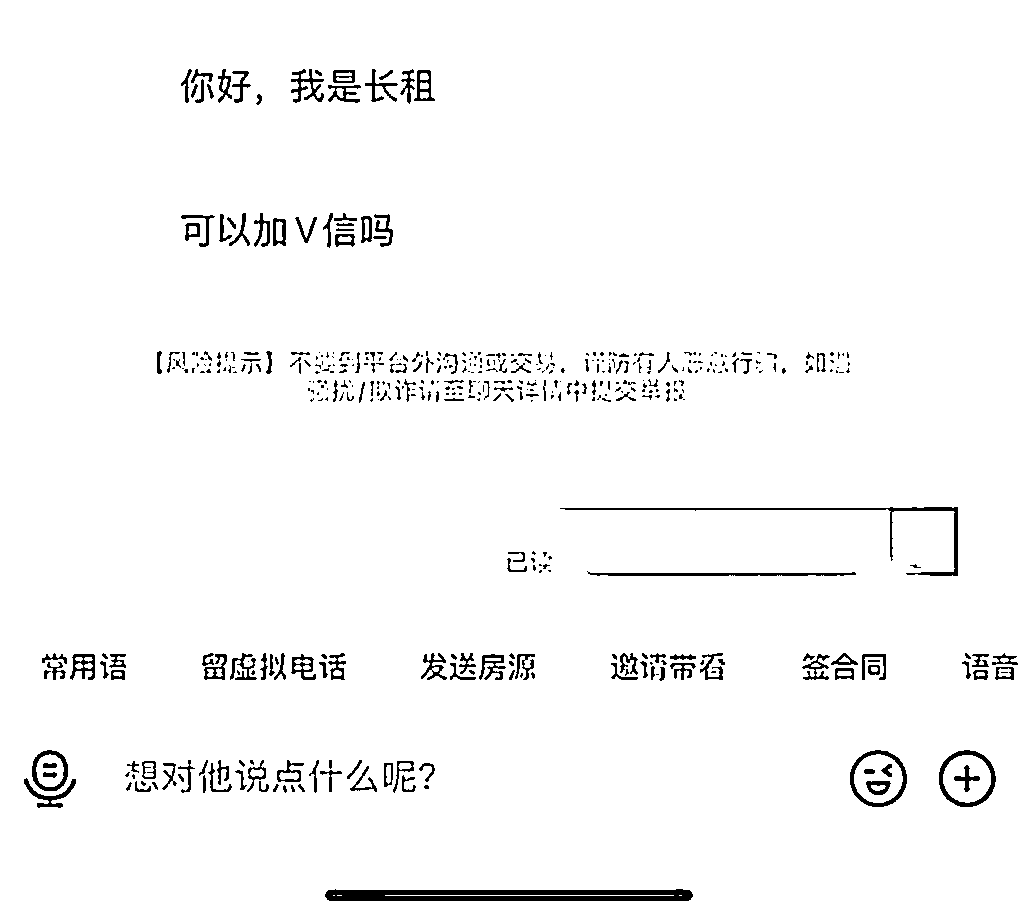 你好，我是长租
可以加V信吗
【风险提示】不要到平台外沟通或交易，谨防有人恶意行骗，如遇
骚扰/欺诈请至聊天详情中提交举报
已读
常用语 留虚拟电话 发送房源 邀请带看 签合同 语音
想对他说点什么呢？